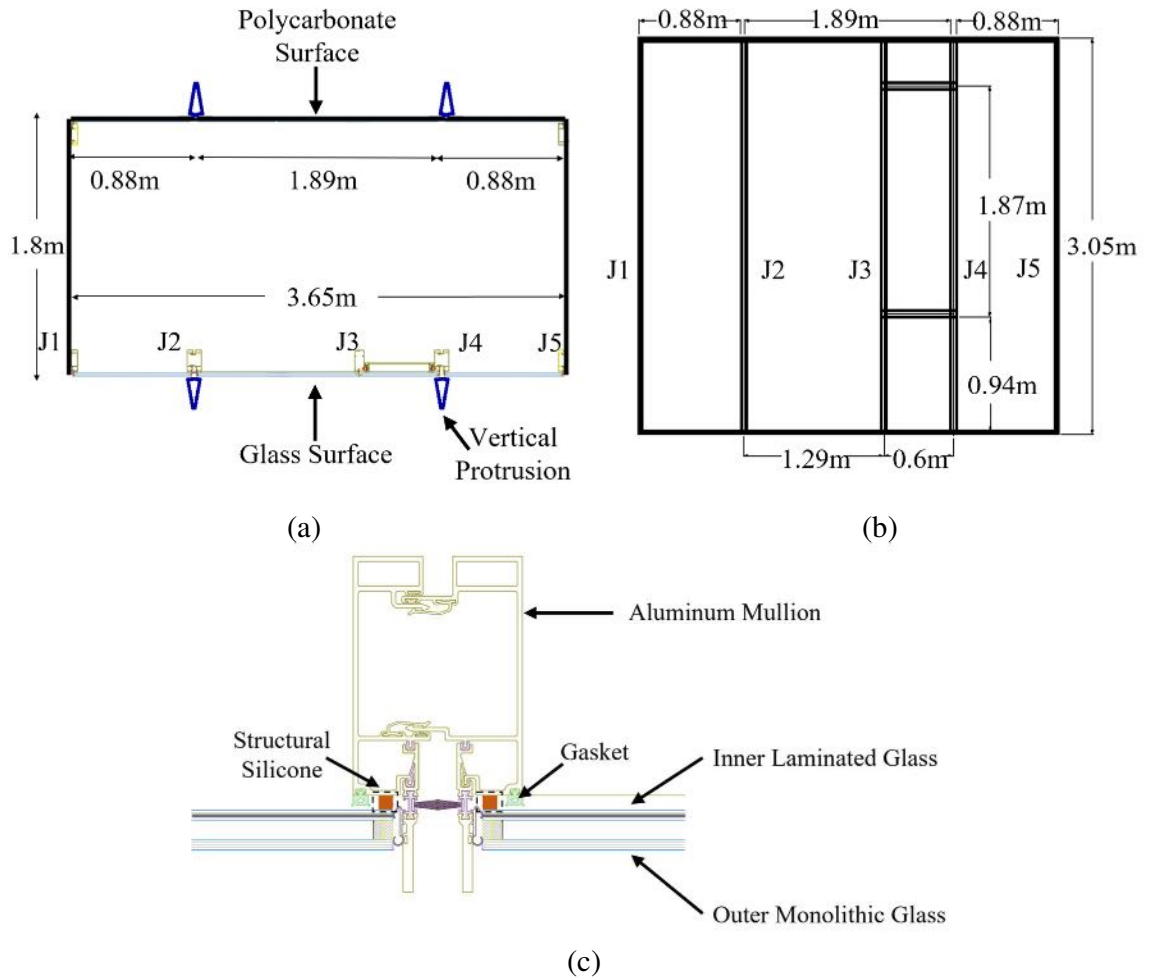 Polycarbonate
Surface
0.88m
1.89m
0.88m
1.8m
3.65m
J1
J2
J3
J4
J5
Glass Surface
Vertical
Protrusion
(a)
0.88m
1.89m
0.88m
1.87m
3.05m
J1
J2
J3
J4
J5
0.94m
1.29m
0.6m
(b)
Aluminum Mullion
Structural
Silicone
Gasket
Inner Laminated Glass
Outer Monolithic Glass
(c)